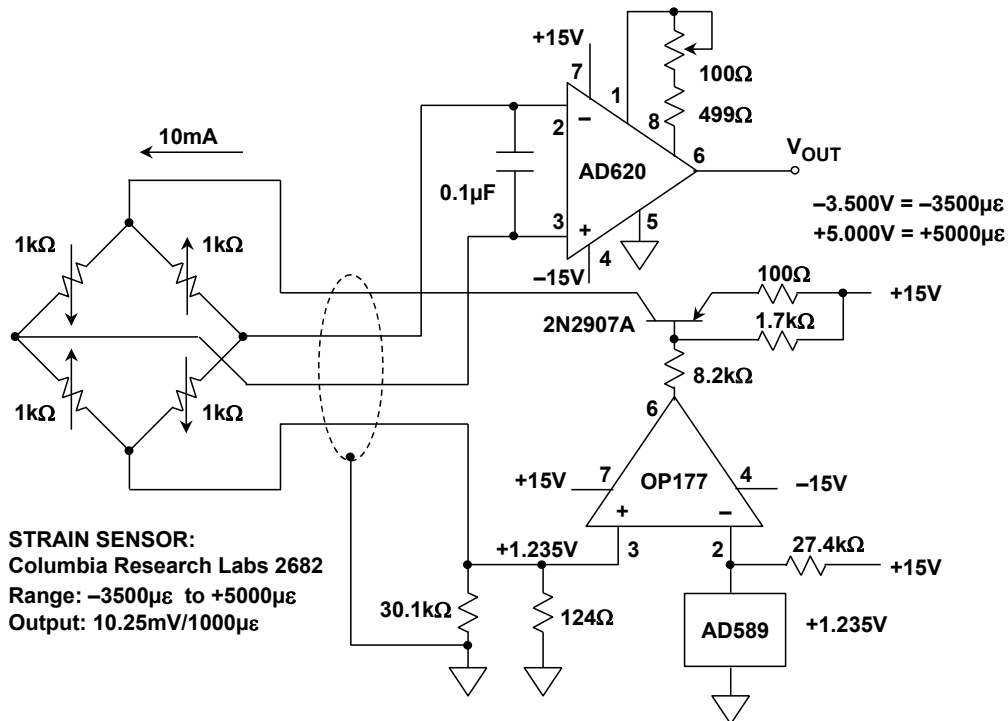 +15V
7
1
100Ω
499Ω
8
2
–
10mA
AD620
6
VOUT
0.1µF
3
+
5
4
–15V
–3.500V = –3500µε
+5.000V = +5000µε
1kΩ
1kΩ
1kΩ
1kΩ
100Ω
+15V
2N2907A
1.7kΩ
8.2kΩ
6
+15V
7
OP177
4
–15V
+
–
3
2
27.4kΩ
+15V
+1.235V
30.1kΩ
124Ω
AD589
+1.235V
STRAIN SENSOR:
Columbia Research Labs 2682
Range: –3500µε to +5000µε
Output: 10.25mV/1000µε